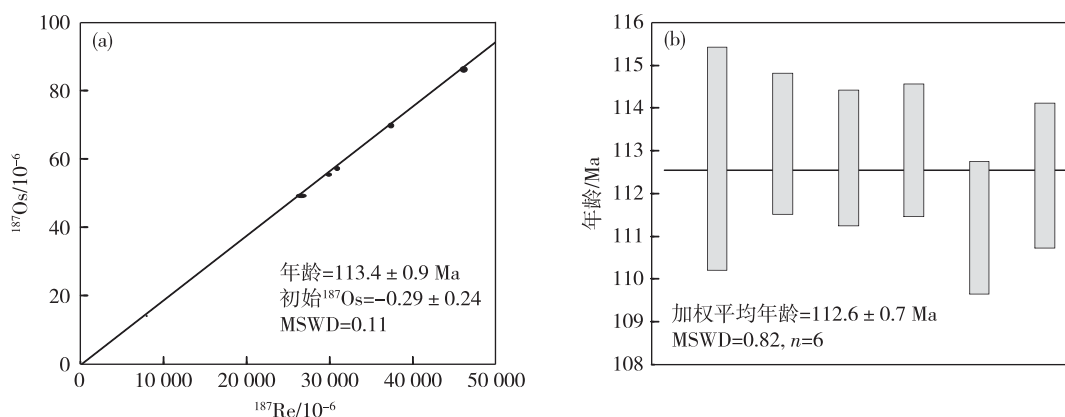 (a)
100
80
60
40
20
0
¹⁸⁷Os/10⁻⁶
年龄=113.4 ± 0.9 Ma
初始¹⁸⁷Os=-0.29 ± 0.24
MSWD=0.11
0 10 000 20 000 30 000 40 000 50 000
¹⁸⁷Re/10⁻⁶
(b)
116
115
114
113
112
111
110
109
108
年龄/Ma
加权平均年龄=112.6 ± 0.7 Ma
MSWD=0.82, n=6